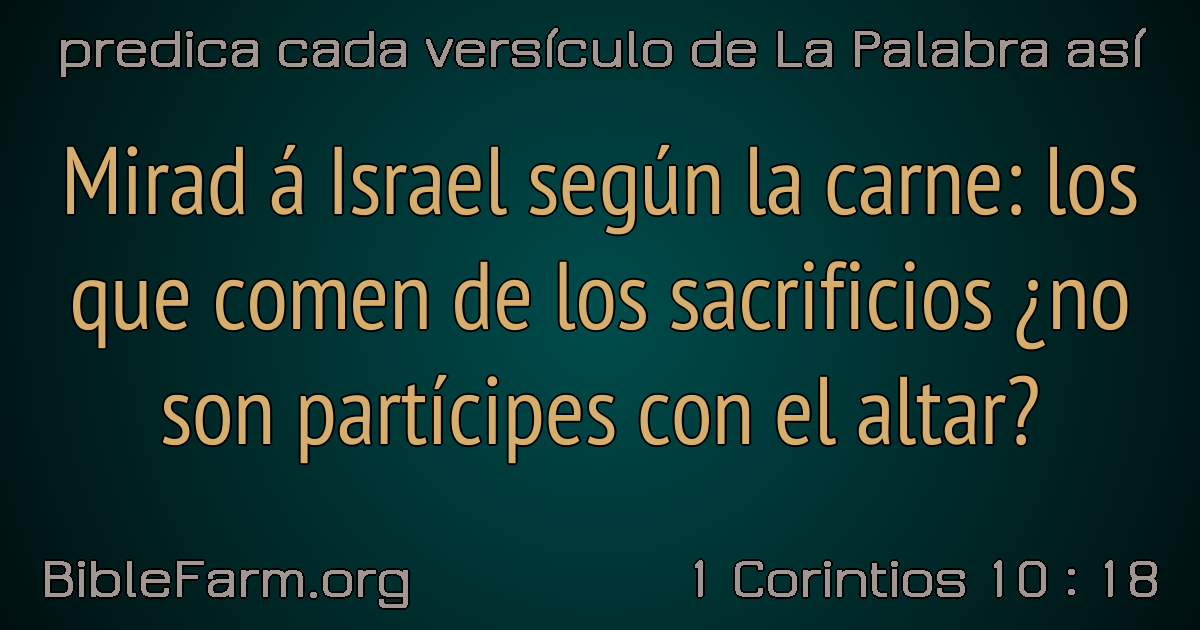 predica cada versículo de La Palabra así
Mirad á Israel según la carne: los
que comen de los sacrificios ¿no
son partícipes con el altar?
BibleFarm.org
1 Corintios 10 : 18